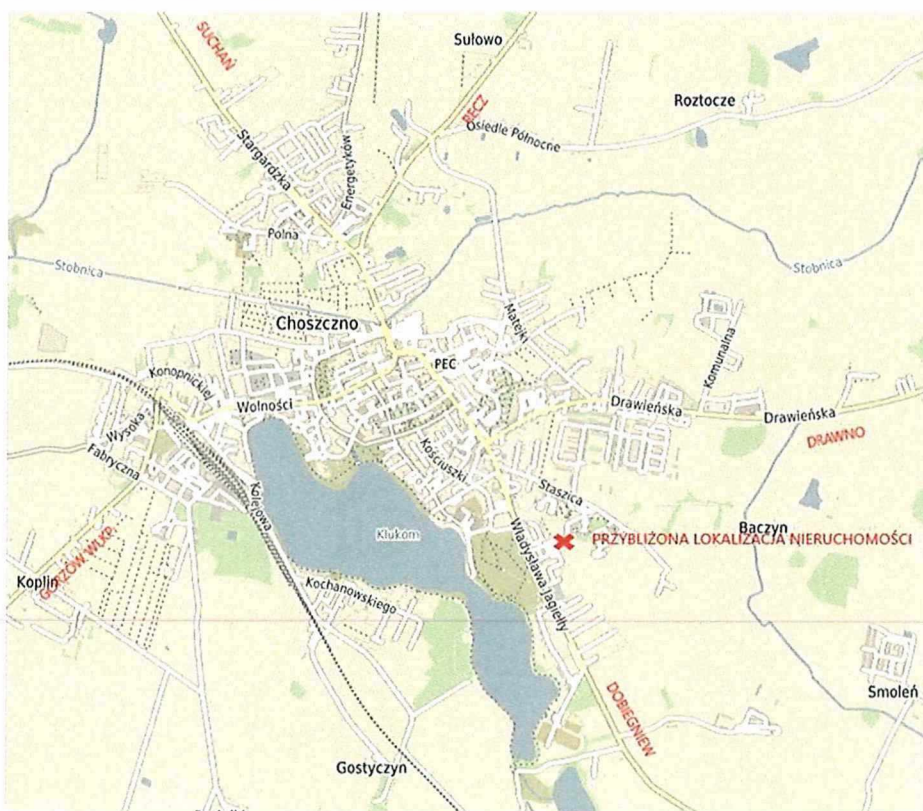 SUCHAŃ
Sułowo
Roztocze
RECZ
Osiedle Północne
Stargardzka
Energetyków
Polna
Stobnica
Stobnica
Choszczno
Matejki
PEC
Komunalna
Konopnickiej
Wolności
Drawieńska
Drawieńska
DRAWNO
Wysoka
Fabryczna
Kościuszki
Staszica
Kolejowa
Klukom
Władysława Jagiełły
Baczyn
PRZYBLIŻONA LOKALIZACJA NIERUCHOMOŚCI
GORZÓW WLKP.
Koplin
Kochanowskiego
DOBIEGNIEW
Smoleń
Gostyczyn